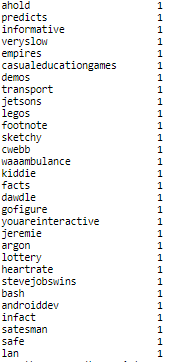 ahold 1
predicts 1
informative 1
veryslow 1
empires 1
casualeducationgames 1
demos 1
transport 1
jetsons 1
legos 1
footnote 1
sketchy 1
cwebb 1
waaambulance 1
kiddie 1
facts 1
dawdle 1
gofigure 1
youareinteractive 1
jeremie 1
argon 1
lottery 1
heartrate 1
stevejobswins 1
bash 1
androiddev 1
infact 1
satesman 1
safe 1
lan 1